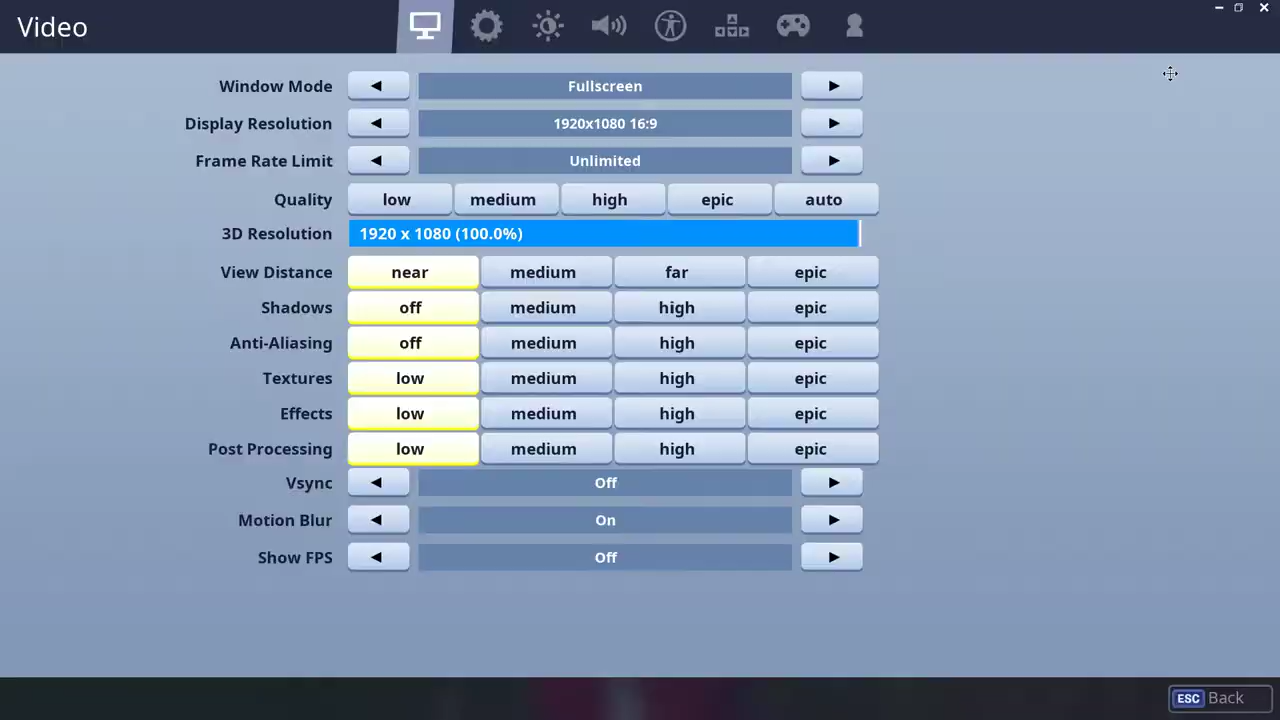 Video
Window Mode ◀ Fullscreen ▶
Display Resolution ◀ 1920x1080 16:9 ▶
Frame Rate Limit ◀ Unlimited ▶
Quality low medium high epic auto
3D Resolution 1920 x 1080 (100.0%)
View Distance near medium far epic
Shadows off medium high epic
Anti-Aliasing off medium high epic
Textures low medium high epic
Effects low medium high epic
Post Processing low medium high epic
Vsync ◀ Off ▶
Motion Blur ◀ On ▶
Show FPS ◀ Off ▶
ESC Back